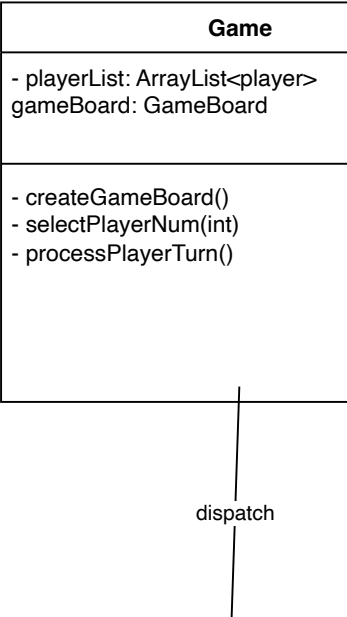 Game
- playerList: ArrayList<player>
gameBoard: GameBoard
- createGameBoard()
- selectPlayerNum(int)
- processPlayerTurn()
dispatch